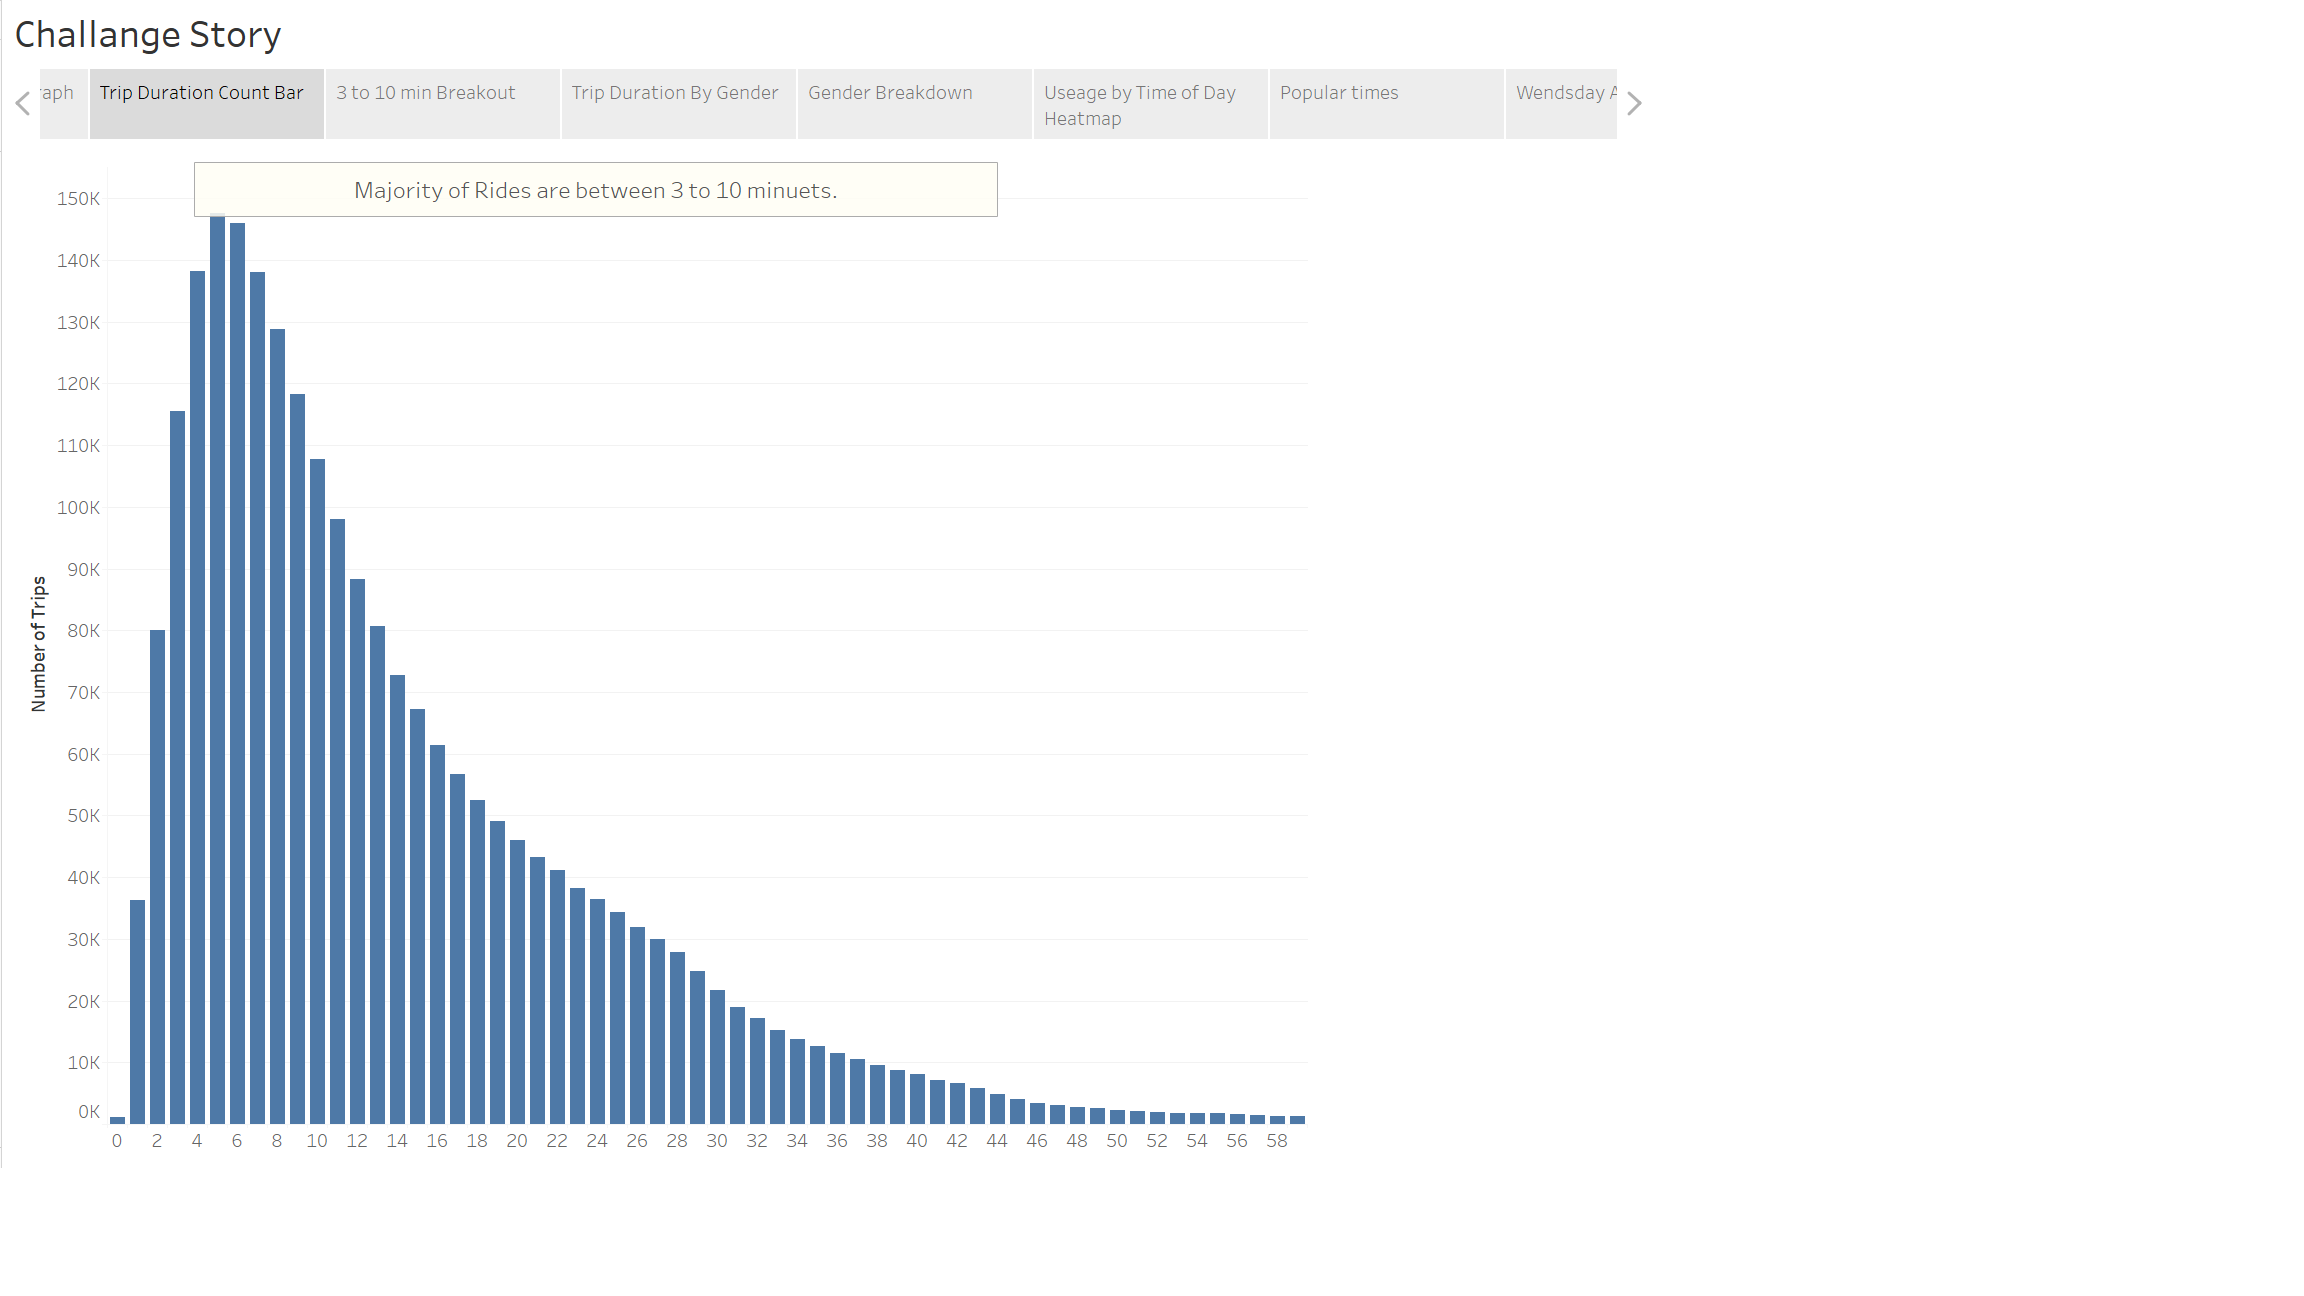 Challange Story
raph
Trip Duration Count Bar
3 to 10 min Breakout
Trip Duration By Gender
Gender Breakdown
Useage by Time of Day
Heatmap
Popular times
Wendsday A
Majority of Rides are between 3 to 10 minuets.
150K
140K
130K
120K
110K
100K
90K
80K
70K
60K
50K
40K
30K
20K
10K
0K
Number of Trips
0 2 4 6 8 10 12 14 16 18 20 22 24 26 28 30 32 34 36 38 40 42 44 46 48 50 52 54 56 58